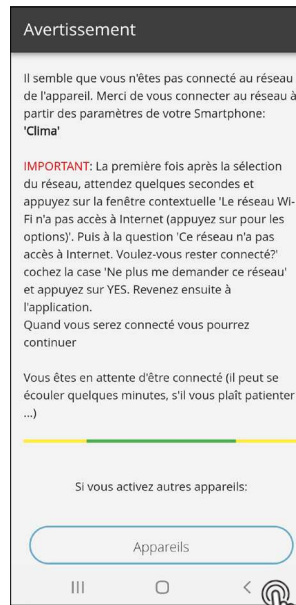 Avertissement
Il semble que vous n'êtes pas connecté au réseau
de l'appareil. Merci de vous connecter au réseau à
partir des paramètres de votre Smartphone:
'Clima'
IMPORTANT: La première fois après la sélection
du réseau, attendez quelques secondes et
appuyez sur la fenêtre contextuelle 'Le réseau Wi-
Fi n'a pas accès à Internet (appuyez sur pour les
options)'. Puis à la question 'Ce réseau n'a pas
accès à Internet. Voulez-vous rester connecté?'
cochez la case 'Ne plus me demander ce réseau'
et appuyez sur YES. Revenez ensuite à
l'application.
Quand vous serez connecté vous pourrez
continuer
Vous êtes en attente d'être connecté (il peut se
écouler quelques minutes, s'il vous plaît patienter
...)
Si vous activez autres appareils:
Appareils